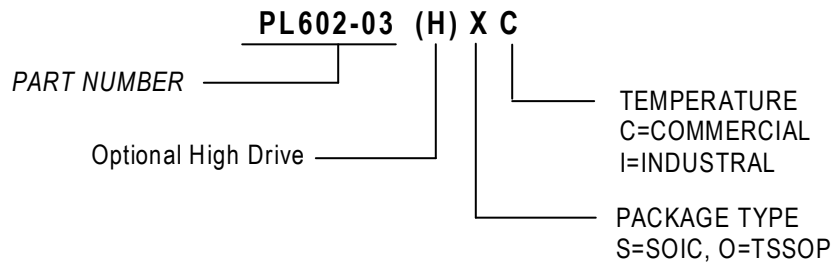 PL602-03 (H) X C
PART NUMBER
TEMPERATURE
C=COMMERCIAL
I=INDUSTRAL
Optional High Drive
PACKAGE TYPE
S=SOIC, O=TSSOP